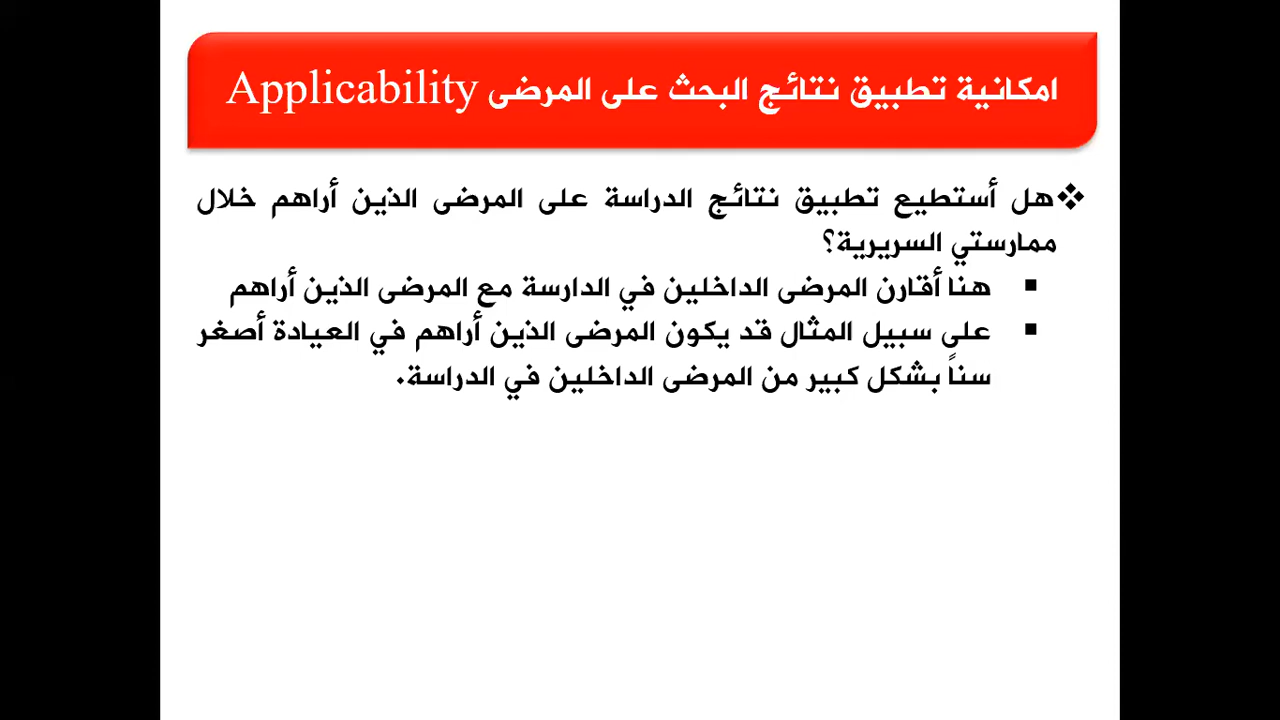 امكانية تطبيق نتائج البحث على المرضى Applicability
❖هل أستطيع تطبيق نتائج الدراسة على المرضى الذين أراهم خلال
ممارستي السريرية؟
▪ هنا أقارن المرضى الداخلين في الدارسة مع المرضى الذين أراهم
▪ على سبيل المثال قد يكون المرضى الذين أراهم في العيادة أصغر
سناً بشكل كبير من المرضى الداخلين في الدراسة.